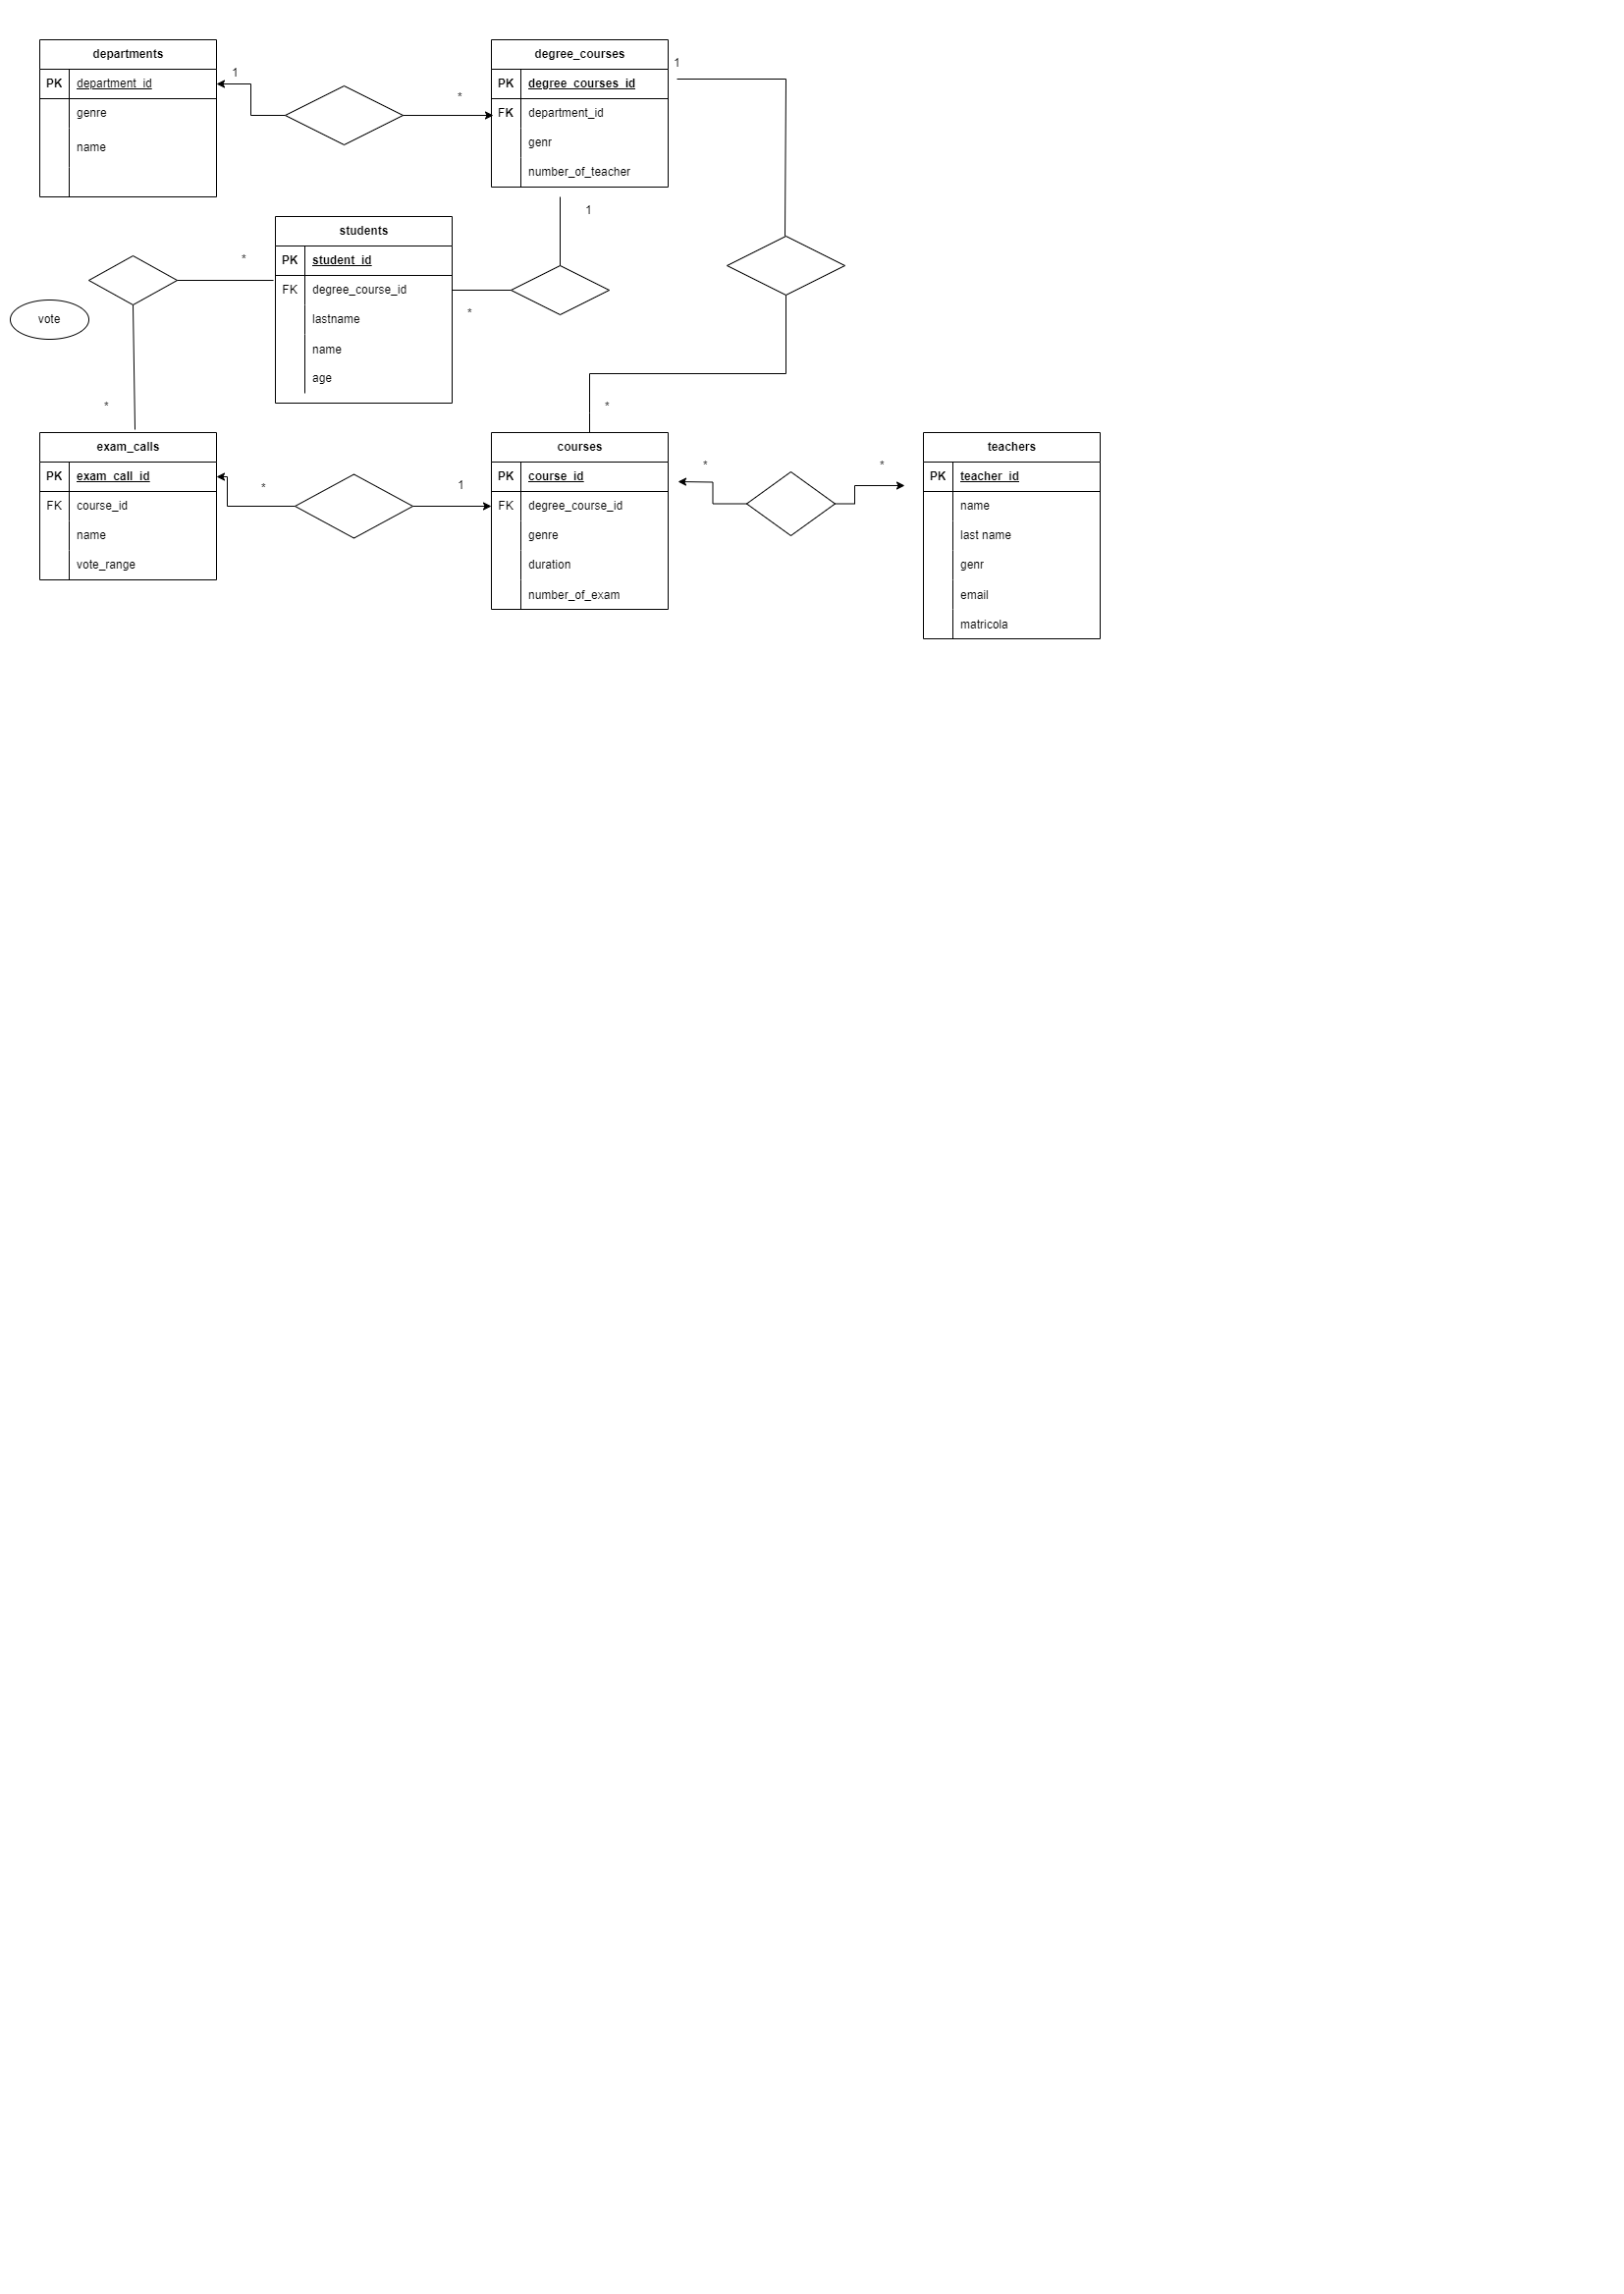 departments
PK department_id
genre
name
1
*
degree_courses
PK degree_courses_id
FK department_id
genr
number_of_teacher
1
1
students
PK student_id
FK degree_course_id
lastname
name
age
*
*
vote
*
*
exam_calls
PK exam_call_id
FK course_id
name
vote_range
*
1
courses
PK course_id
FK degree_course_id
genre
duration
number_of_exam
*
*
teachers
PK teacher_id
name
last name
genr
email
matricola